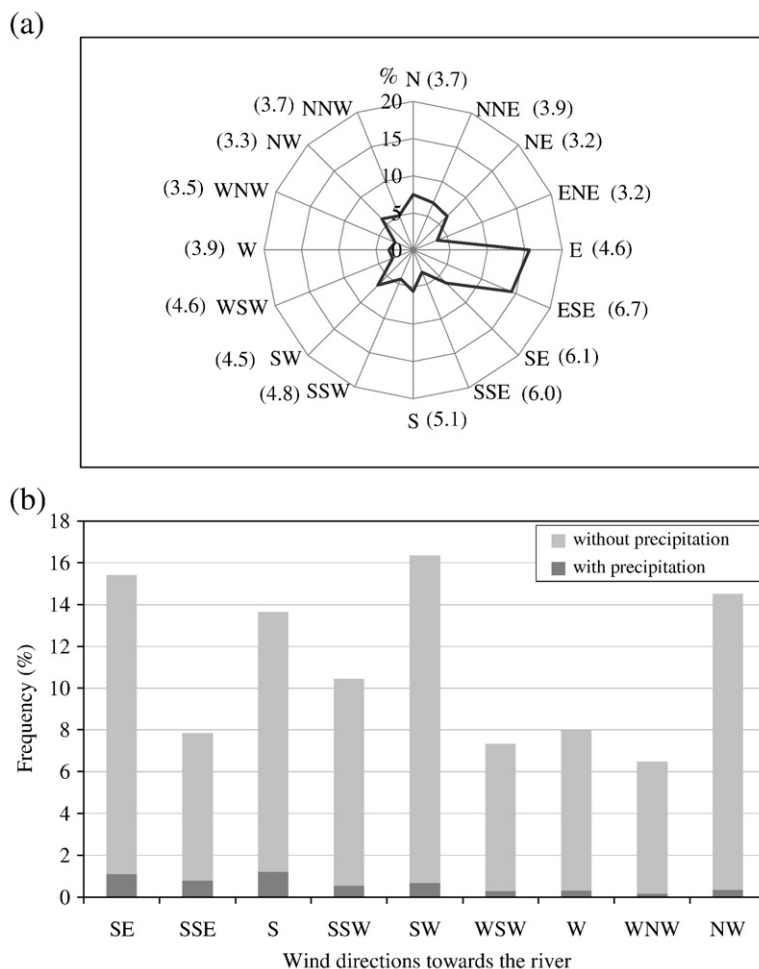 (a)
% N (3.7)
20
15
10
5
0
NNE (3.9)
NE (3.2)
ENE (3.2)
E (4.6)
ESE (6.7)
SE (6.1)
SSE (6.0)
S (5.1)
(4.8) SSW
(4.5) SW
(4.6) WSW
(3.9) W
(3.5) WNW
(3.3) NW
(3.7) NNW
(b)
18
16
14
12
10
8
6
4
2
0
Frequency (%)
without precipitation
with precipitation
SE SSE S SSW SW WSW W WNW NW
Wind directions towards the river